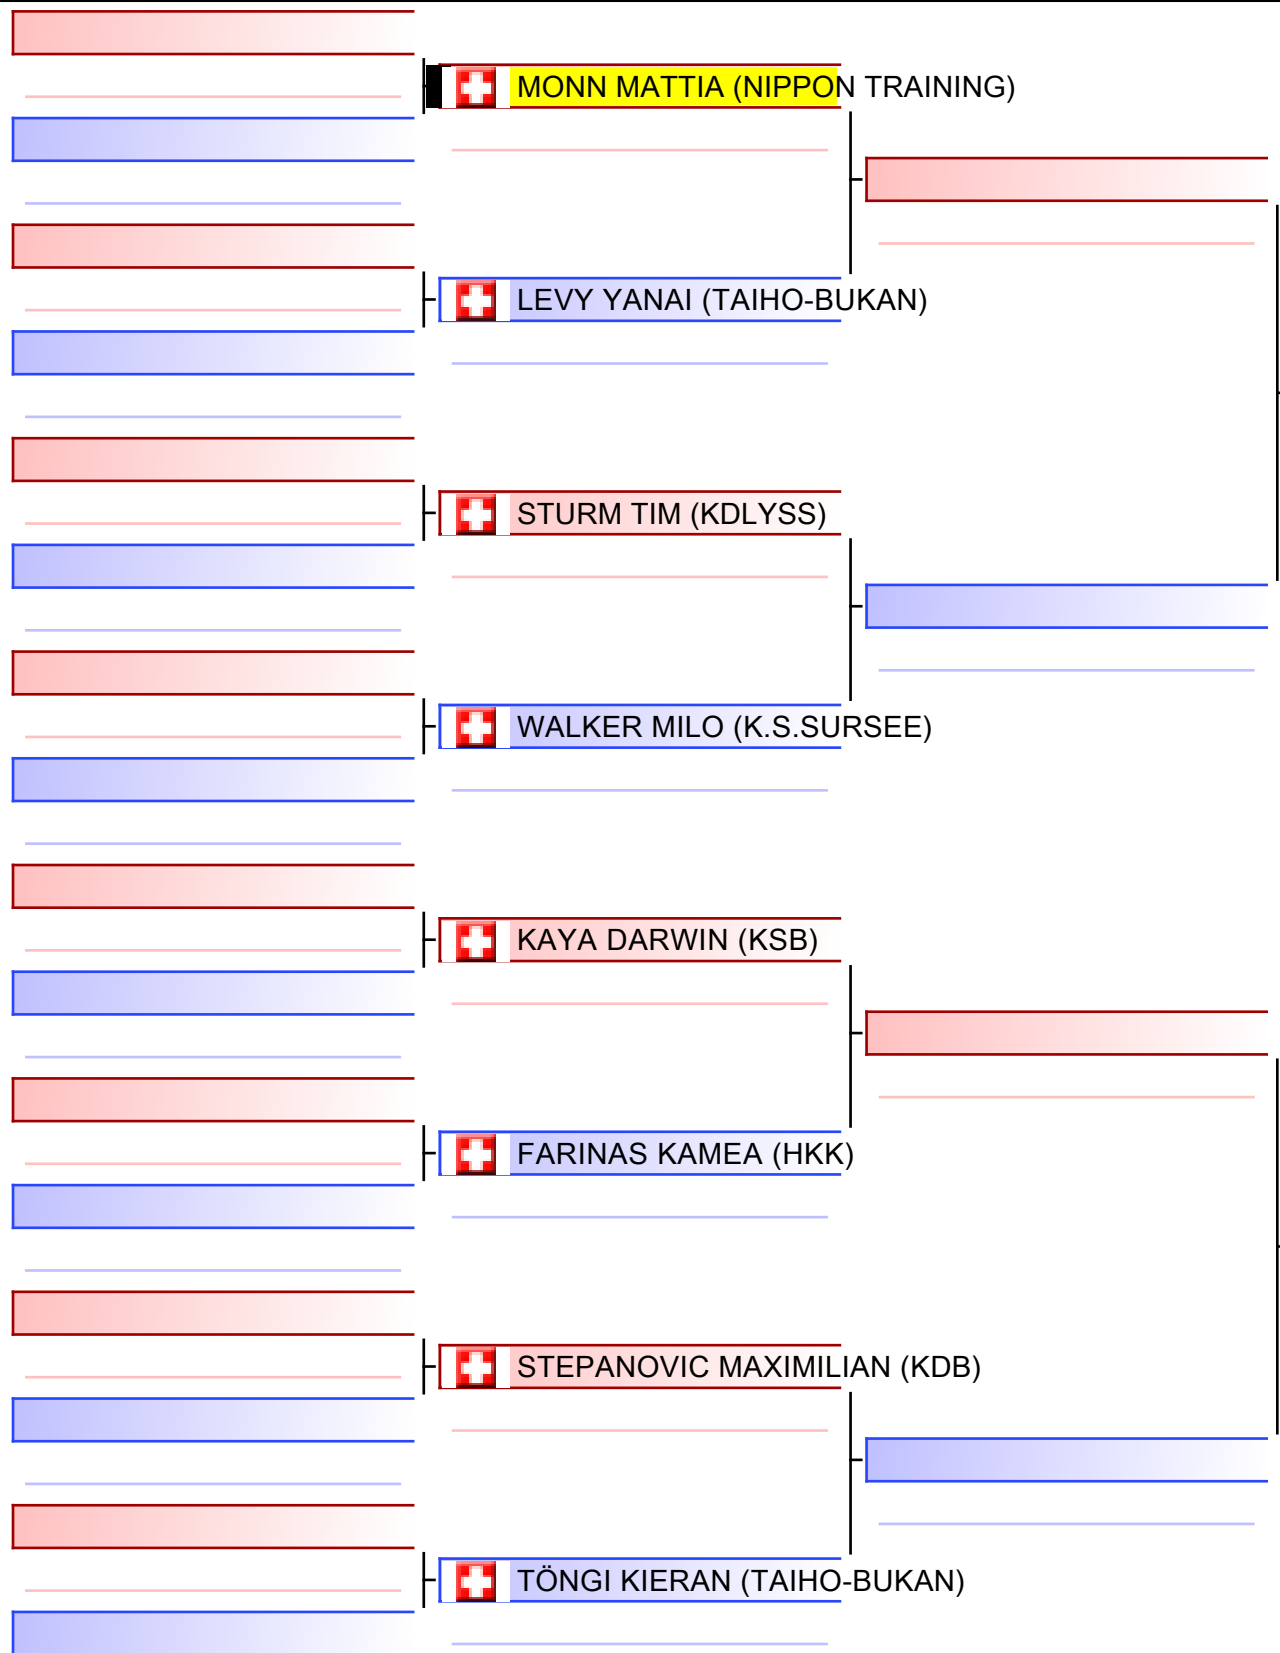 MONN MATTIA (NIPPON TRAINING)
LEVY YANAI (TAIHO-BUKAN)
STURM TIM (KDLYSS)
WALKER MILO (K.S.SURSEE)
KAYA DARWIN (KSB)
FARINAS KAMEA (HKK)
STEPANOVIC MAXIMILIAN (KDB)
TÖNGI KIERAN (TAIHO-BUKAN)